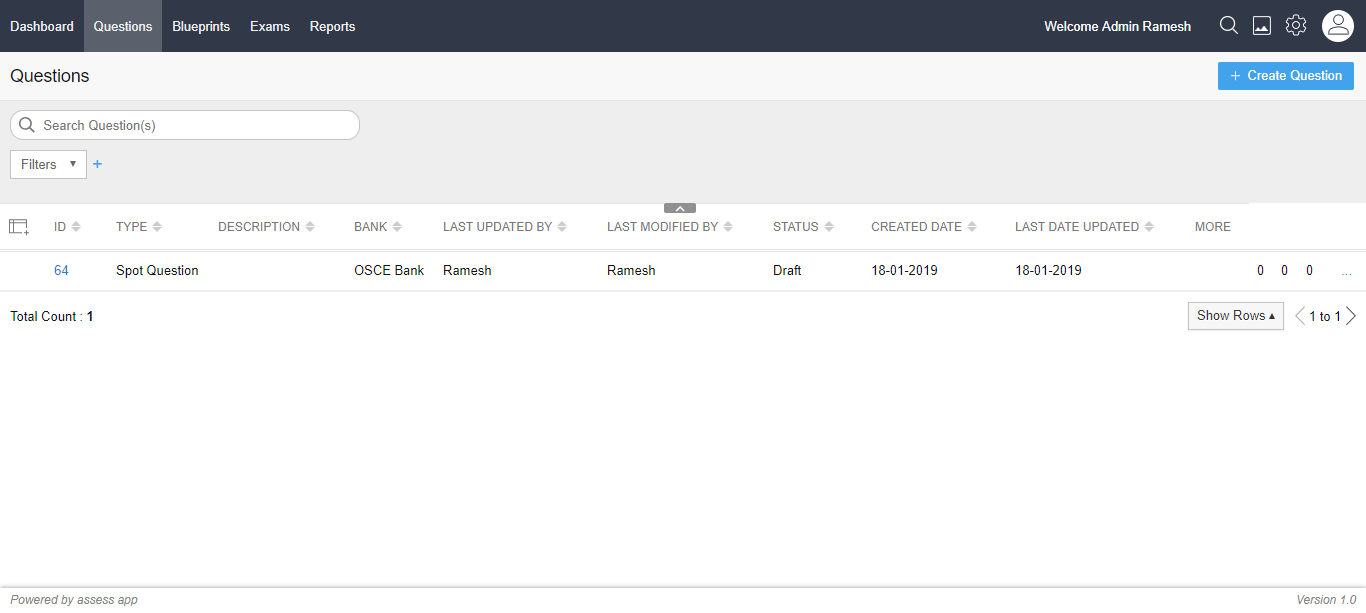 Dashboard Questions Blueprints Exams Reports Welcome Admin Ramesh
Questions + Create Question
Search Question(s)
Filters ▼ +
ID TYPE DESCRIPTION BANK LAST UPDATED BY LAST MODIFIED BY STATUS CREATED DATE LAST DATE UPDATED MORE
64 Spot Question OSCE Bank Ramesh Ramesh Draft 18-01-2019 18-01-2019 0 0 0 ...
Total Count : 1 Show Rows ▴ 1 to 1
Powered by assess app Version 1.0